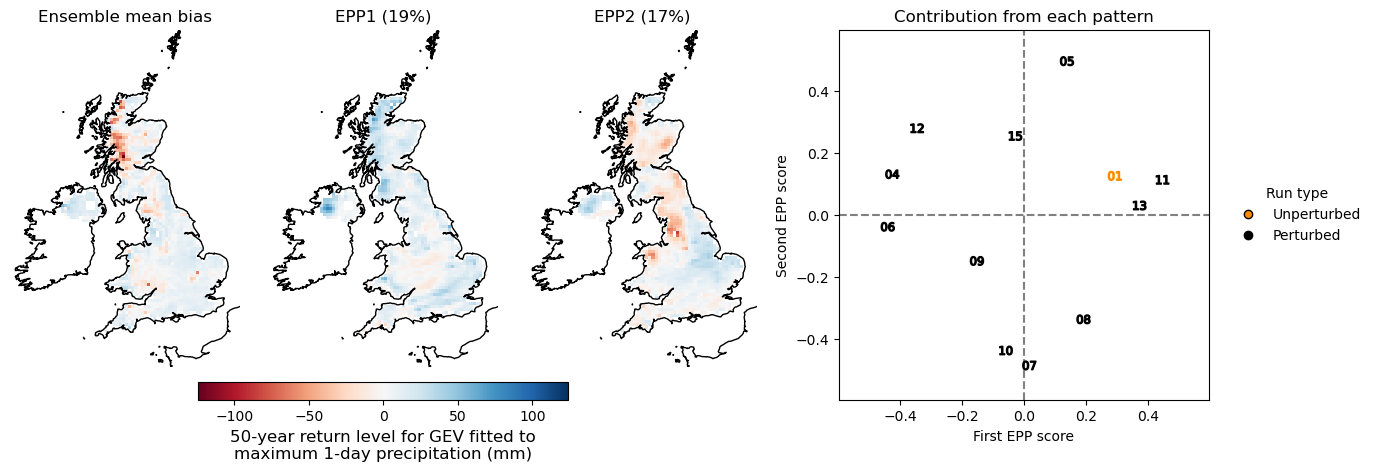 Ensemble mean bias
EPP1 (19%)
EPP2 (17%)
Contribution from each pattern
−100
−50
0
50
100
50-year return level for GEV fitted to
maximum 1-day precipitation (mm)
Second EPP score
0.4
0.2
0.0
−0.2
−0.4
05
12
15
04
01
11
13
06
09
08
10
07
−0.4
−0.2
0.0
0.2
0.4
First EPP score
Run type
Unperturbed
Perturbed